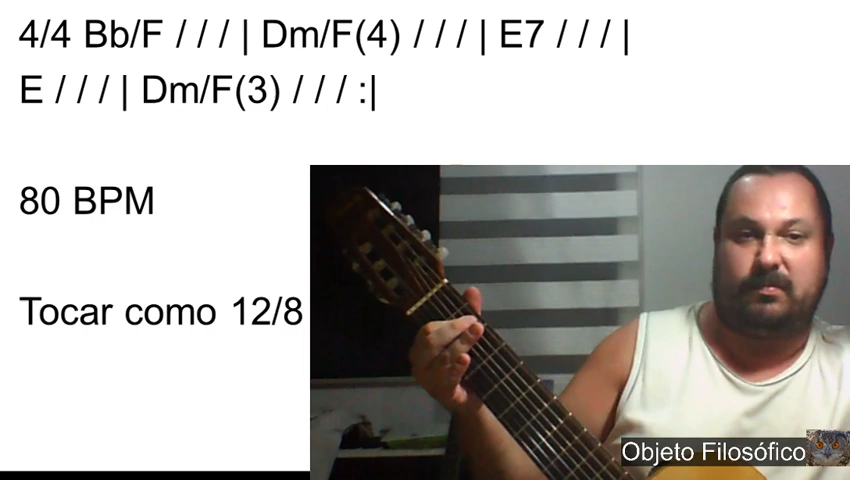 4/4 Bb/F / / / | Dm/F(4) / / / | E7 / / / |
E / / / | Dm/F(3) / / / :|
80 BPM
Tocar como 12/8
Objeto Filosófico